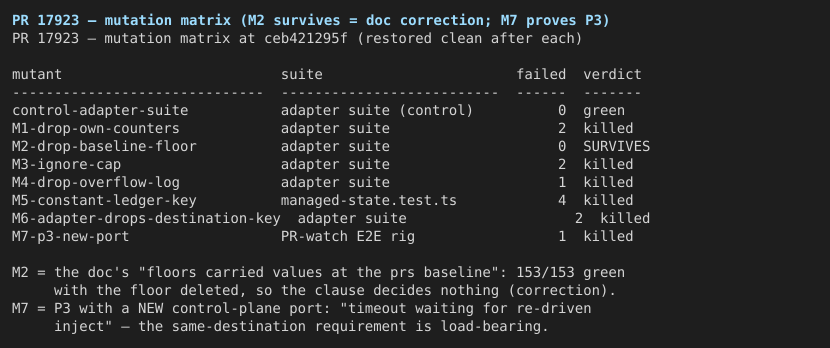 PR 17923 — mutation matrix (M2 survives = doc correction; M7 proves P3)
PR 17923 — mutation matrix at ceb421295f (restored clean after each)
mutant                          suite                       failed  verdict
------------------------------  --------------------------  ------  -------
control-adapter-suite           adapter suite (control)          0  green
M1-drop-own-counters            adapter suite                    2  killed
M2-drop-baseline-floor          adapter suite                    0  SURVIVES
M3-ignore-cap                   adapter suite                    2  killed
M4-drop-overflow-log            adapter suite                    1  killed
M5-constant-ledger-key          managed-state.test.ts            4  killed
M6-adapter-drops-destination-key  adapter suite                    2  killed
M7-p3-new-port                  PR-watch E2E rig                 1  killed
M2 = the doc's "floors carried values at the prs baseline": 153/153 green
     with the floor deleted, so the clause decides nothing (correction).
M7 = P3 with a NEW control-plane port: "timeout waiting for re-driven
     inject" — the same-destination requirement is load-bearing.